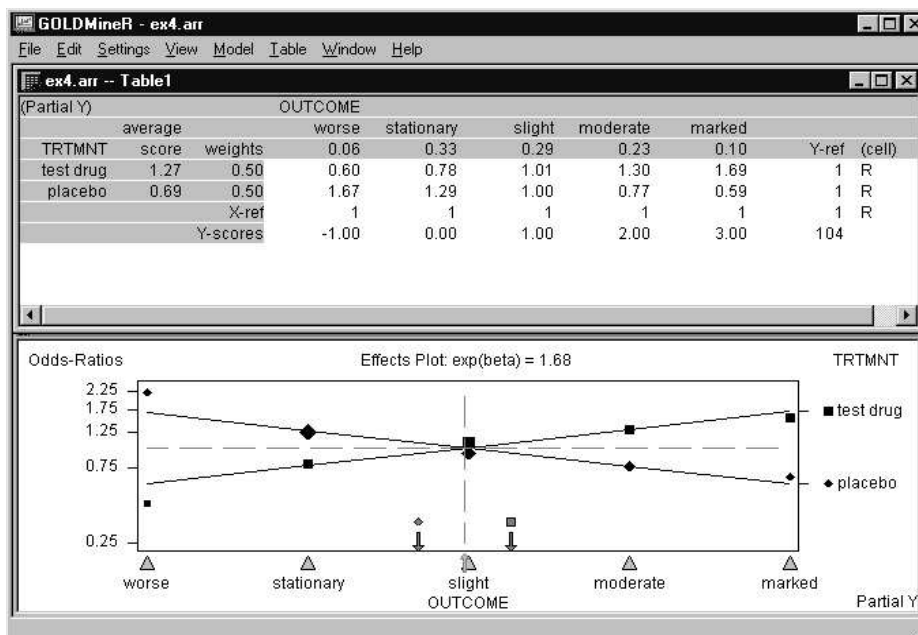 GOLDMineR - ex4.arr
File Edit Settings View Model Table Window Help
ex4.arr -- Table1
(Partial Y) OUTCOME
average worse stationary slight moderate marked
TRTMNT score weights 0.06 0.33 0.29 0.23 0.10 Y-ref (cell)
test drug 1.27 0.50 0.60 0.78 1.01 1.30 1.69 1 R
placebo 0.69 0.50 1.67 1.29 1.00 0.77 0.59 1 R
X-ref 1 1 1 1 1 1 R
Y-scores -1.00 0.00 1.00 2.00 3.00 104
Odds-Ratios Effects Plot: exp(beta) = 1.68 TRTMNT
2.25
1.75
test drug
1.25
0.75
placebo
0.25
worse stationary slight moderate marked
OUTCOME
Partial Y